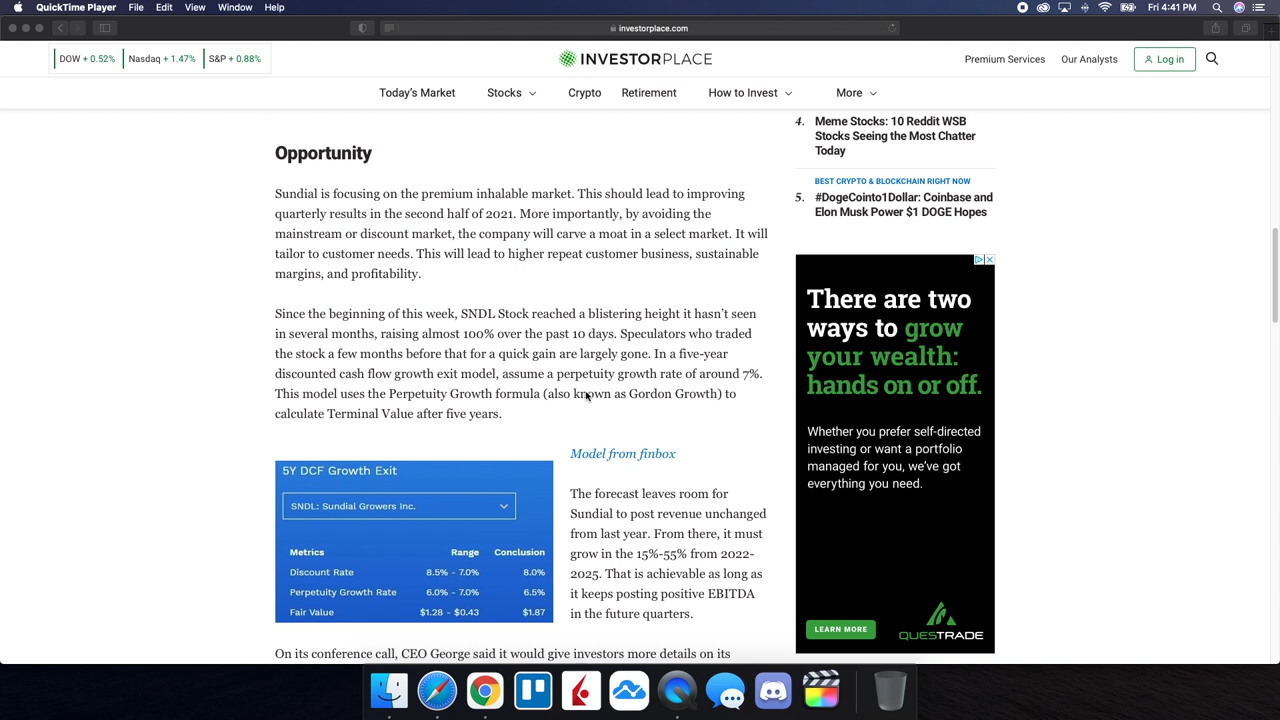 QuickTime Player File Edit View Window Help
Fri 4:41 PM
investorplace.com
DOW + 0.52% Nasdaq + 1.47% S&P + 0.88%
INVESTORPLACE
Premium Services Our Analysts Log in
Today's Market Stocks Crypto Retirement How to Invest More
Opportunity
Sundial is focusing on the premium inhalable market. This should lead to improving
quarterly results in the second half of 2021. More importantly, by avoiding the
mainstream or discount market, the company will carve a moat in a select market. It will
tailor to customer needs. This will lead to higher repeat customer business, sustainable
margins, and profitability.
Since the beginning of this week, SNDL Stock reached a blistering height it hasn't seen
in several months, raising almost 100% over the past 10 days. Speculators who traded
the stock a few months before that for a quick gain are largely gone. In a five-year
discounted cash flow growth exit model, assume a perpetuity growth rate of around 7%.
This model uses the Perpetuity Growth formula (also known as Gordon Growth) to
calculate Terminal Value after five years.
Model from finbox
5Y DCF Growth Exit
SNDL: Sundial Growers Inc.
Metrics Range Conclusion
Discount Rate 8.5% - 7.0% 8.0%
Perpetuity Growth Rate 6.0% - 7.0% 6.5%
Fair Value $1.28 - $0.43 $1.87
The forecast leaves room for
Sundial to post revenue unchanged
from last year. From there, it must
grow in the 15%-55% from 2022-
2025. That is achievable as long as
it keeps posting positive EBITDA
in the future quarters.
On its conference call, CEO George said it would give investors more details on its
4. Meme Stocks: 10 Reddit WSB
Stocks Seeing the Most Chatter
Today
BEST CRYPTO & BLOCKCHAIN RIGHT NOW
5. #DogeCointo1Dollar: Coinbase and
Elon Musk Power $1 DOGE Hopes
There are two
ways to grow
your wealth:
hands on or off.
Whether you prefer self-directed
investing or want a portfolio
managed for you, we've got
everything you need.
LEARN MORE
QUESTRADE